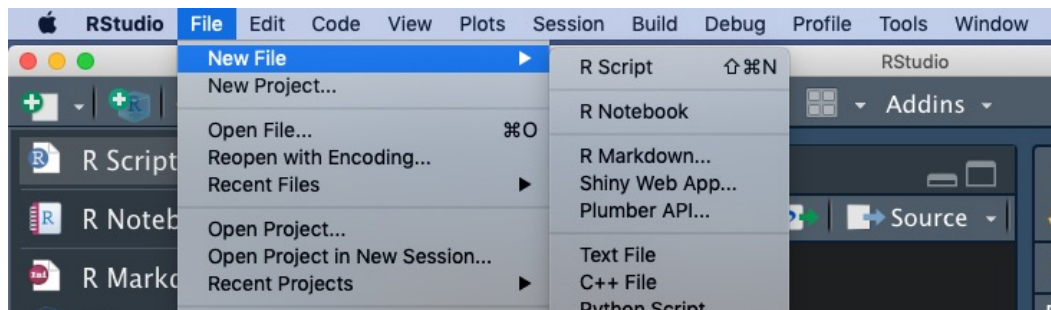 RStudio File Edit Code View Plots Session Build Debug Profile Tools Window
RStudio
Addins
R Script
R Noteb
R Markd
Source
New File
New Project...
Open File... ⌘O
Reopen with Encoding...
Recent Files
Open Project...
Open Project in New Session...
Recent Projects
R Script ⇧⌘N
R Notebook
R Markdown...
Shiny Web App...
Plumber API...
Text File
C++ File
Python Script